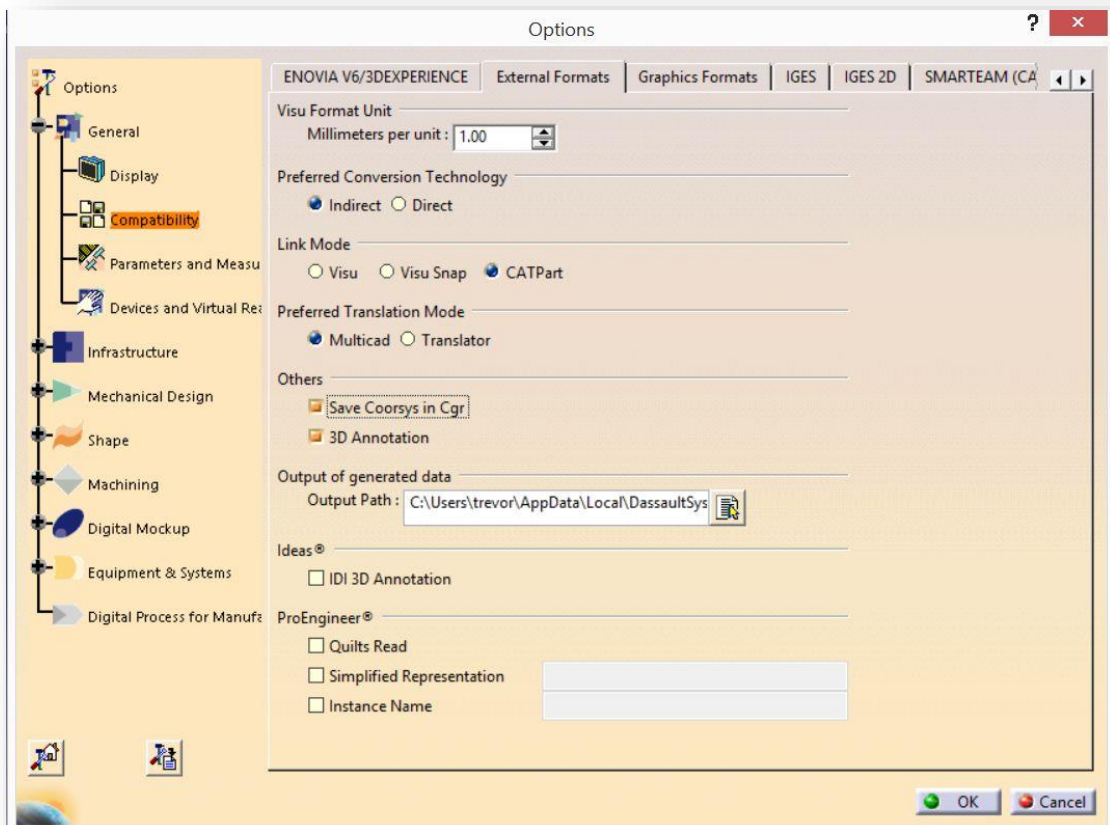 Options
?
Options
General
Display
Compatibility
Parameters and Measu
Devices and Virtual Rea
Infrastructure
Mechanical Design
Shape
Machining
Digital Mockup
Equipment & Systems
Digital Process for Manufa
ENOVIA V6/3DEXPERIENCE External Formats Graphics Formats IGES IGES 2D SMARTEAM (CA
Visu Format Unit
Millimeters per unit : 1.00
Preferred Conversion Technology
Indirect Direct
Link Mode
Visu Visu Snap CATPart
Preferred Translation Mode
Multicad Translator
Others
Save Coorsys in Cgr
3D Annotation
Output of generated data
Output Path : C:\Users\trevor\AppData\Local\DassaultSys
Ideas®
IDI 3D Annotation
ProEngineer®
Quilts Read
Simplified Representation
Instance Name
OK Cancel